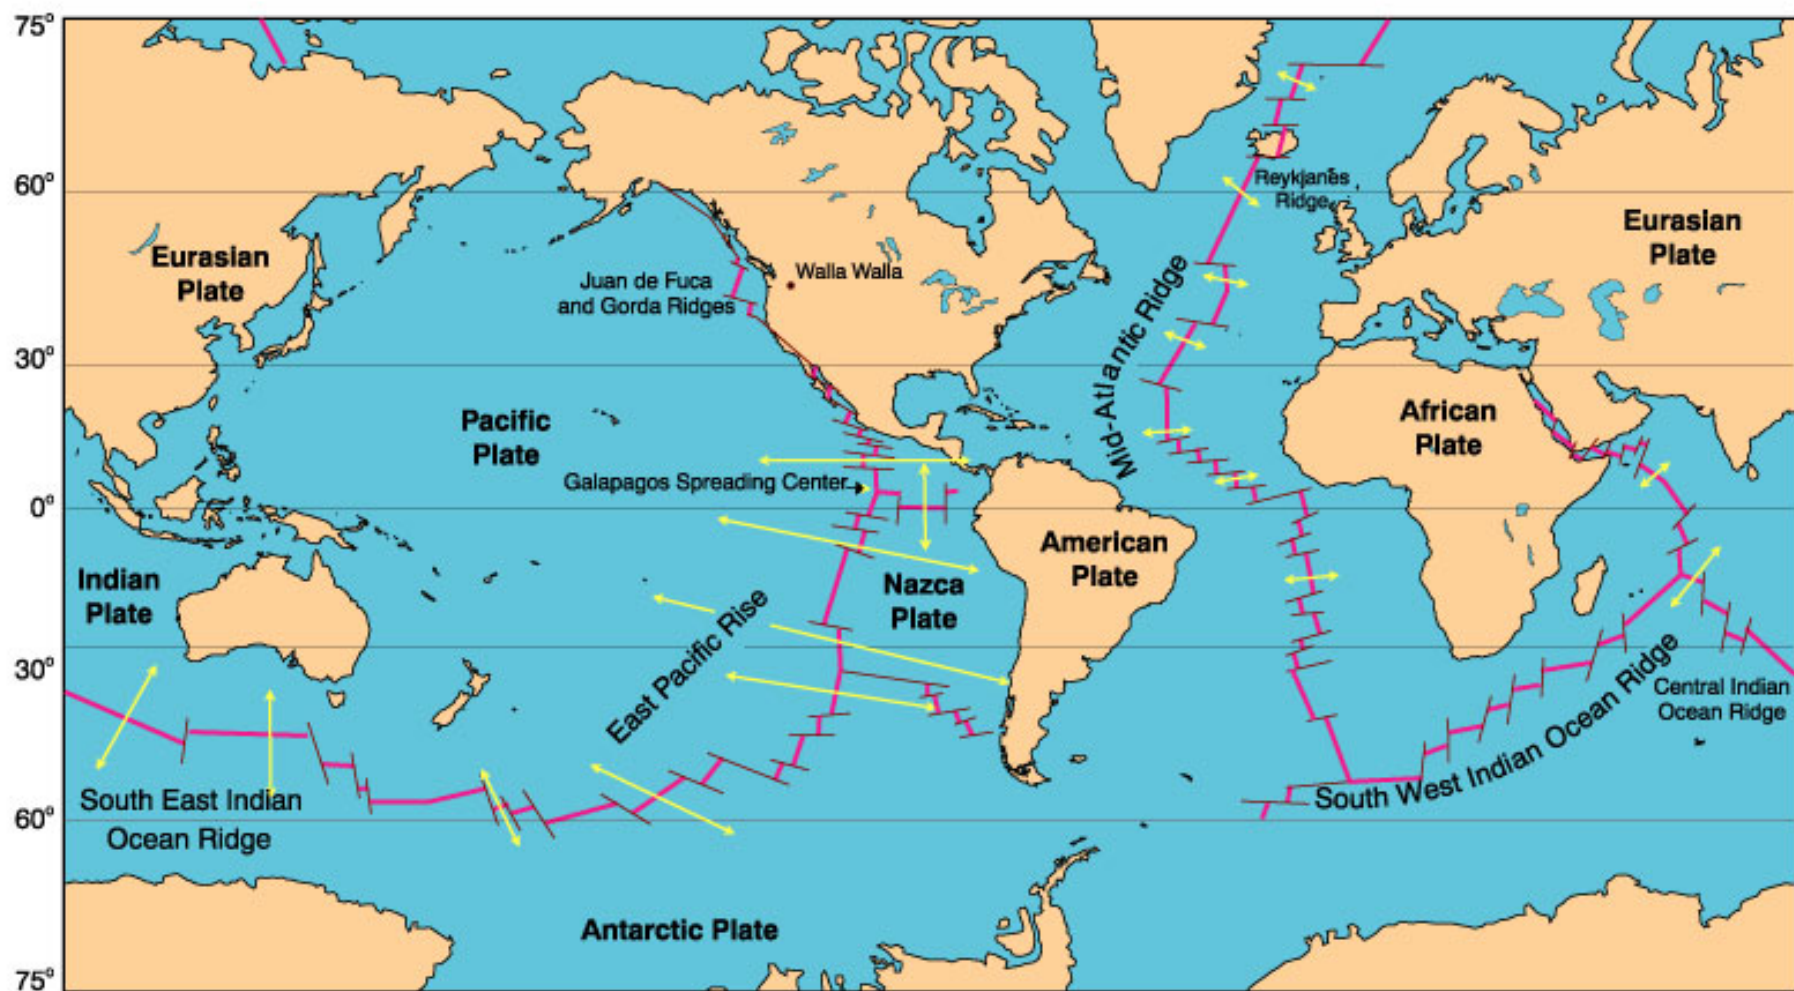 75°
60°
30°
0°
30°
60°
75°
Eurasian
Plate
Juan de Fuca
and Gorda Ridges
Walla Walla
Reykjanes
Ridge
Eurasian
Plate
Mid-Atlantic Ridge
Pacific
Plate
African
Plate
Galapagos Spreading Center
American
Plate
Indian
Plate
Nazca
Plate
East Pacific Rise
South West Indian Ocean Ridge
Central Indian
Ocean Ridge
South East Indian
Ocean Ridge
Antarctic Plate